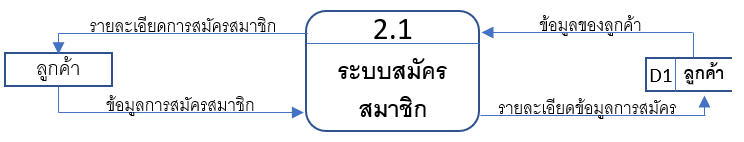 รายละเอียดการสมัครสมาชิก
2.1
ข้อมูลของลูกค้า
ลูกค้า
ระบบสมัคร
สมาชิก
D1 ลูกค้า
ข้อมูลการสมัครสมาชิก
รายละเอียดข้อมูลการสมัคร